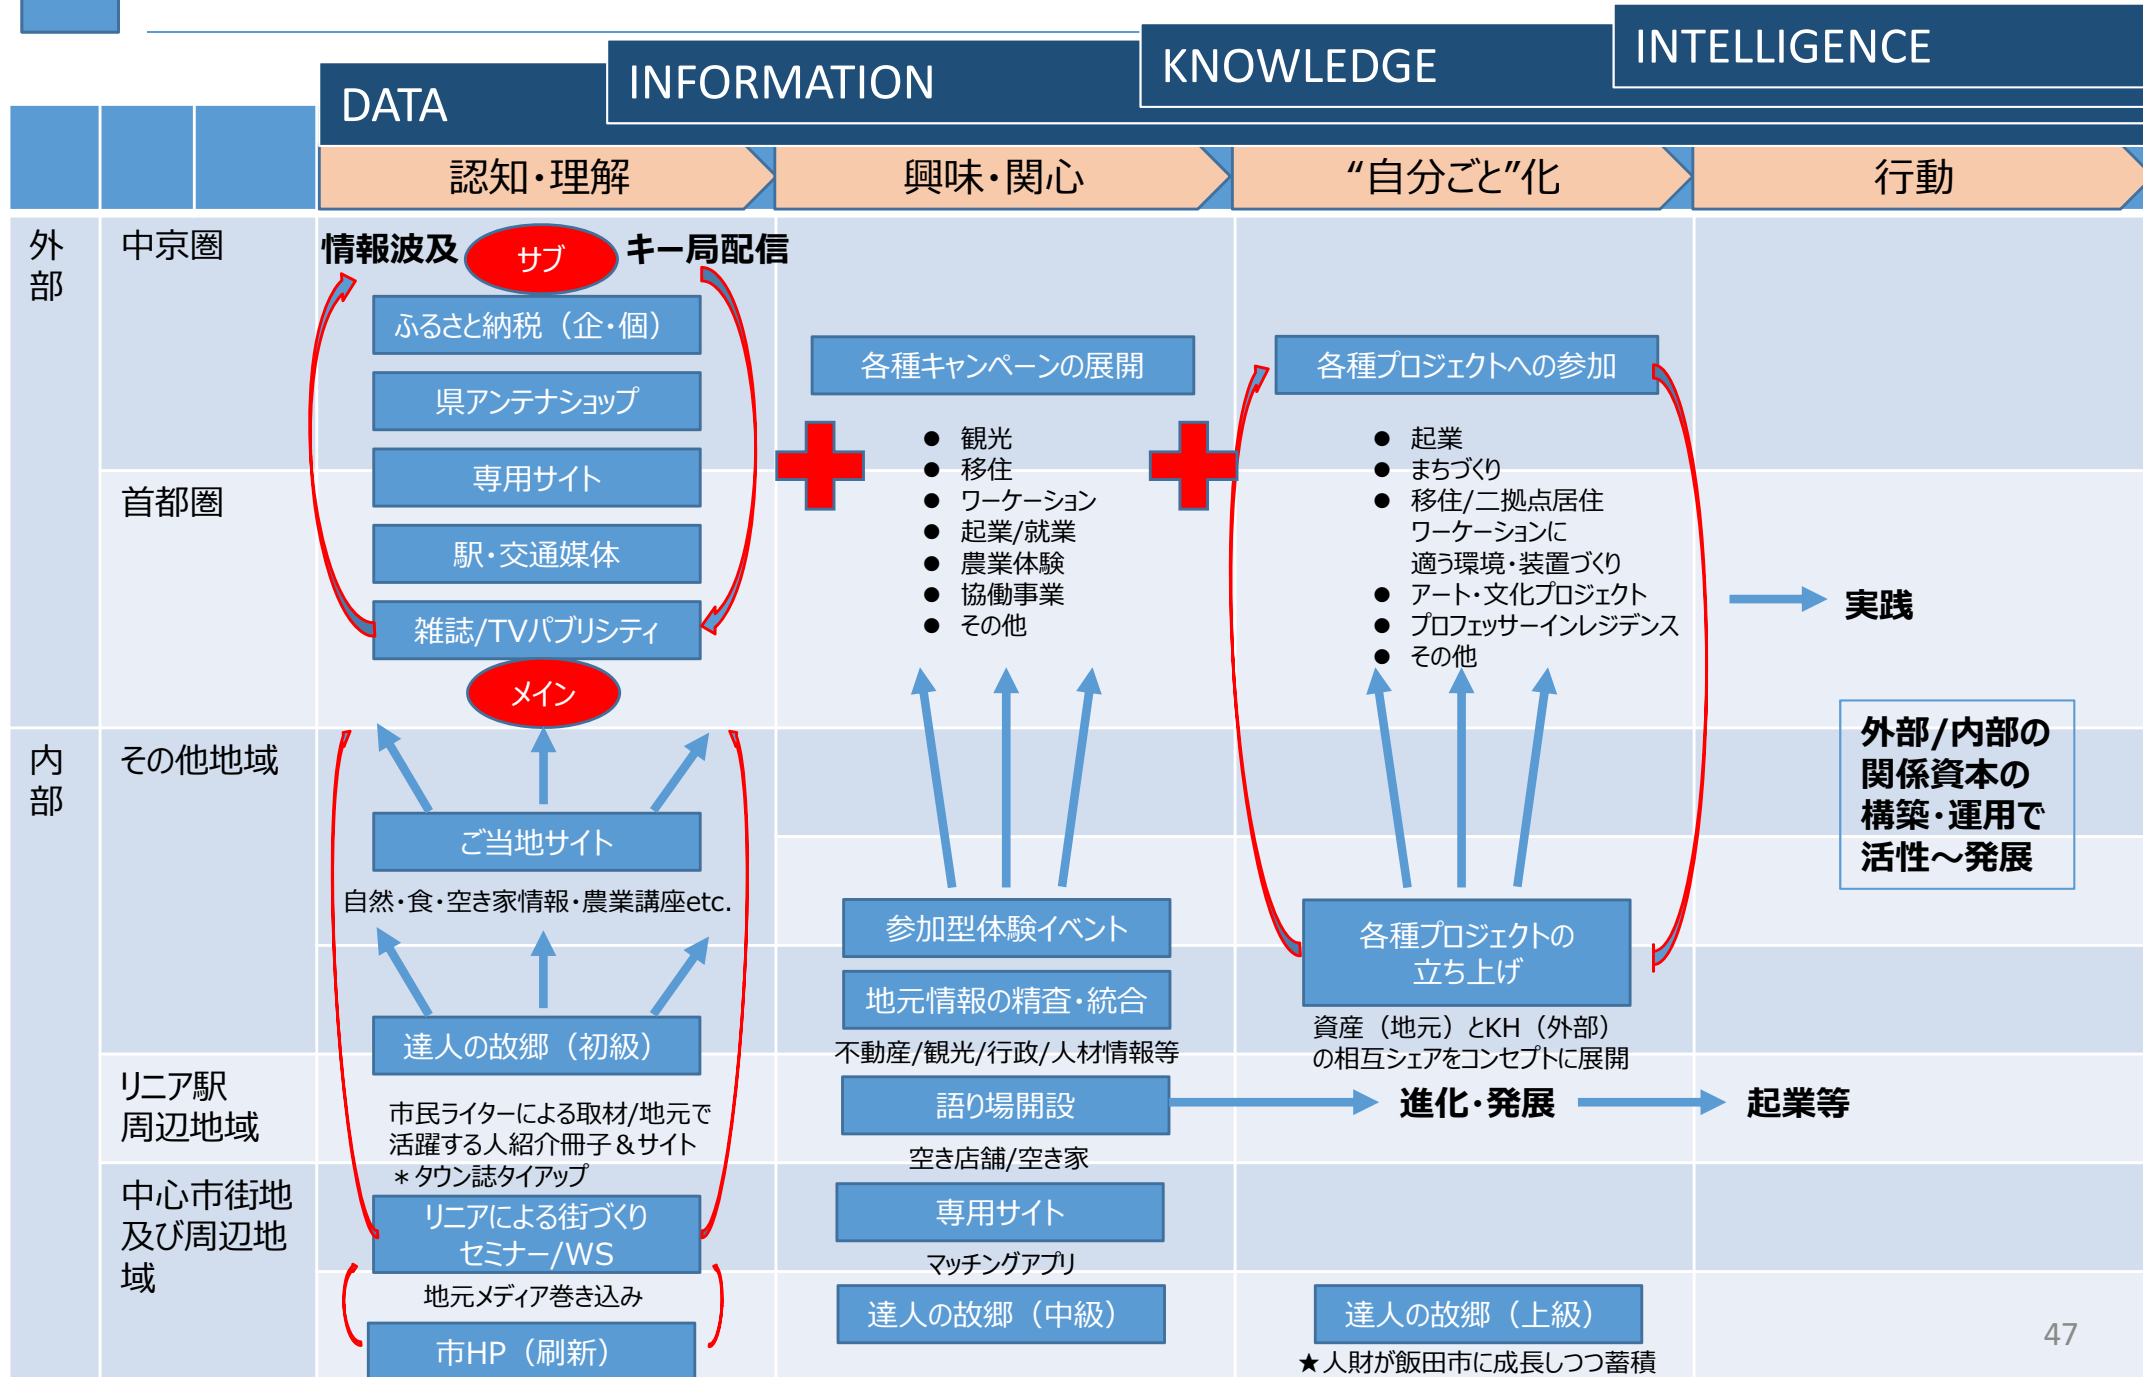 DATA
INFORMATION
KNOWLEDGE
INTELLIGENCE
認知・理解
興味・関心
“自分ごと”化
行動
外
部
中京圏
首都圏
情報波及
サブ
キー局配信
ふるさと納税（企・個）
県アンテナショップ
専用サイト
駅・交通媒体
雑誌/TVパブリシティ
メイン
各種キャンペーンの展開
● 観光
● 移住
● ワーケーション
● 起業/就業
● 農業体験
● 協働事業
● その他
各種プロジェクトへの参加
● 起業
● まちづくり
● 移住/二拠点居住
ワーケーションに
適う環境・装置づくり
● アート・文化プロジェクト
● プロフェッサーインレジデンス
● その他
実践
外部/内部の
関係資本の
構築・運用で
活性～発展
内
部
その他地域
リニア駅
周辺地域
中心市街地
及び周辺地
域
ご当地サイト
自然・食・空き家情報・農業講座etc.
達人の故郷（初級）
市民ライターによる取材/地元で
活躍する人紹介冊子＆サイト
＊タウン誌タイアップ
リニアによる街づくり
セミナー/WS
地元メディア巻き込み
市HP（刷新）
参加型体験イベント
地元情報の精査・統合
不動産/観光/行政/人材情報等
語り場開設
空き店舗/空き家
専用サイト
マッチングアプリ
達人の故郷（中級）
各種プロジェクトの
立ち上げ
資産（地元）とKH（外部）
の相互シェアをコンセプトに展開
進化・発展
起業等
達人の故郷（上級）
★人財が飯田市に成長しつつ蓄積
47